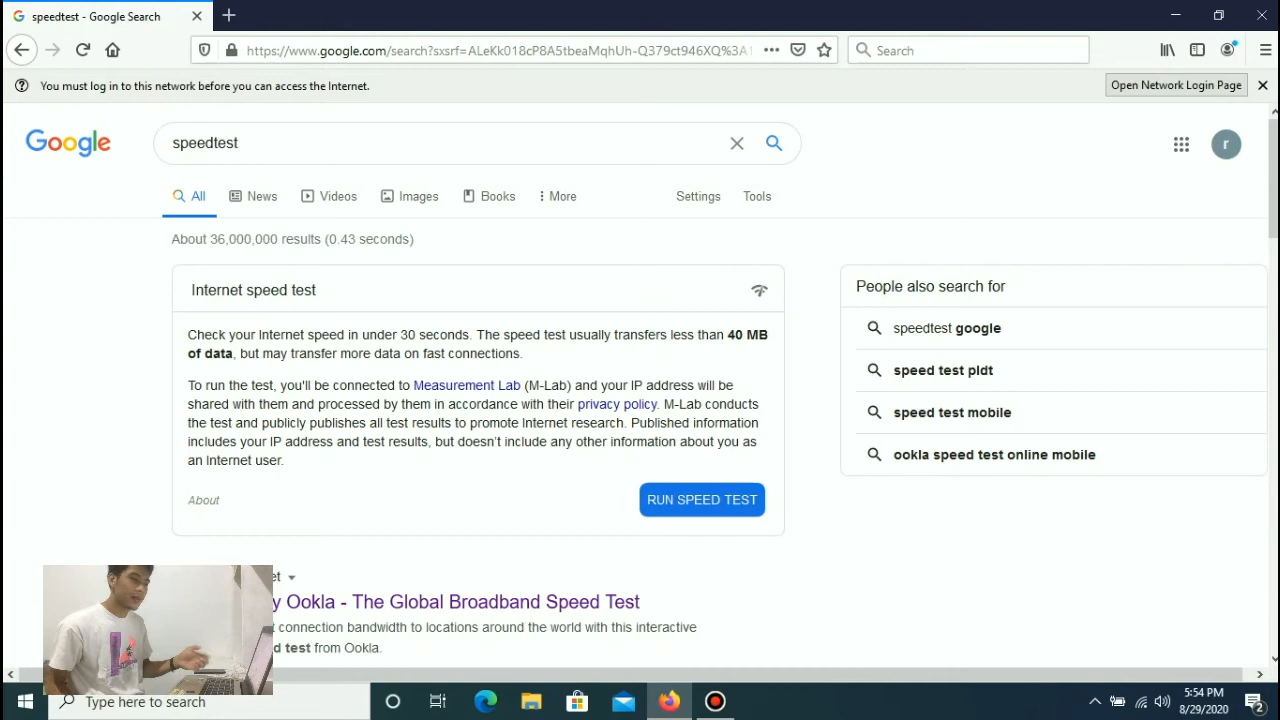 speedtest - Google Search
https://www.google.com/search?sxsrf=ALeKk018cP8A5tbeaMqhUh-Q379ct946XQ%3A1
Search
You must log in to this network before you can access the Internet.
Open Network Login Page
Google
speedtest
r
All
News
Videos
Images
Books
More
Settings
Tools
About 36,000,000 results (0.43 seconds)
Internet speed test
Check your Internet speed in under 30 seconds. The speed test usually transfers less than 40 MB
of data, but may transfer more data on fast connections.
To run the test, you'll be connected to Measurement Lab (M-Lab) and your IP address will be
shared with them and processed by them in accordance with their privacy policy. M-Lab conducts
the test and publicly publishes all test results to promote Internet research. Published information
includes your IP address and test results, but doesn't include any other information about you as
an Internet user.
About
RUN SPEED TEST
People also search for
speedtest google
speed test pldt
speed test mobile
ookla speed test online mobile
et
y Ookla - The Global Broadband Speed Test
t connection bandwidth to locations around the world with this interactive
d test from Ookla.
Type here to search
5:54 PM
8/29/2020
2